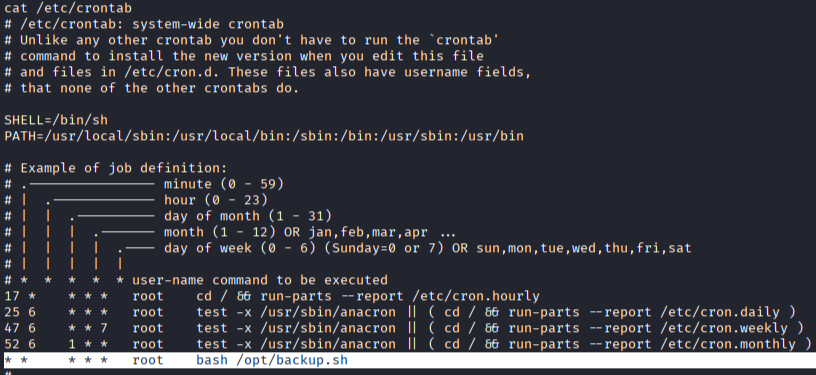 cat /etc/crontab
# /etc/crontab: system-wide crontab
# Unlike any other crontab you don't have to run the `crontab'
# command to install the new version when you edit this file
# and files in /etc/cron.d. These files also have username fields,
# that none of the other crontabs do.

SHELL=/bin/sh
PATH=/usr/local/sbin:/usr/local/bin:/sbin:/bin:/usr/sbin:/usr/bin

# Example of job definition:
# .---------------- minute (0 - 59)
# |  .------------- hour (0 - 23)
# |  |  .---------- day of month (1 - 31)
# |  |  |  .------- month (1 - 12) OR jan,feb,mar,apr ...
# |  |  |  |  .---- day of week (0 - 6) (Sunday=0 or 7) OR sun,mon,tue,wed,thu,fri,sat
# |  |  |  |  |
# *  *  *  *  * user-name command to be executed
17 *    * * *   root    cd / && run-parts --report /etc/cron.hourly
25 6    * * *   root    test -x /usr/sbin/anacron || ( cd / && run-parts --report /etc/cron.daily )
47 6    * * 7   root    test -x /usr/sbin/anacron || ( cd / && run-parts --report /etc/cron.weekly )
52 6    1 * *   root    test -x /usr/sbin/anacron || ( cd / && run-parts --report /etc/cron.monthly )
* *     * * *   root    bash /opt/backup.sh
#